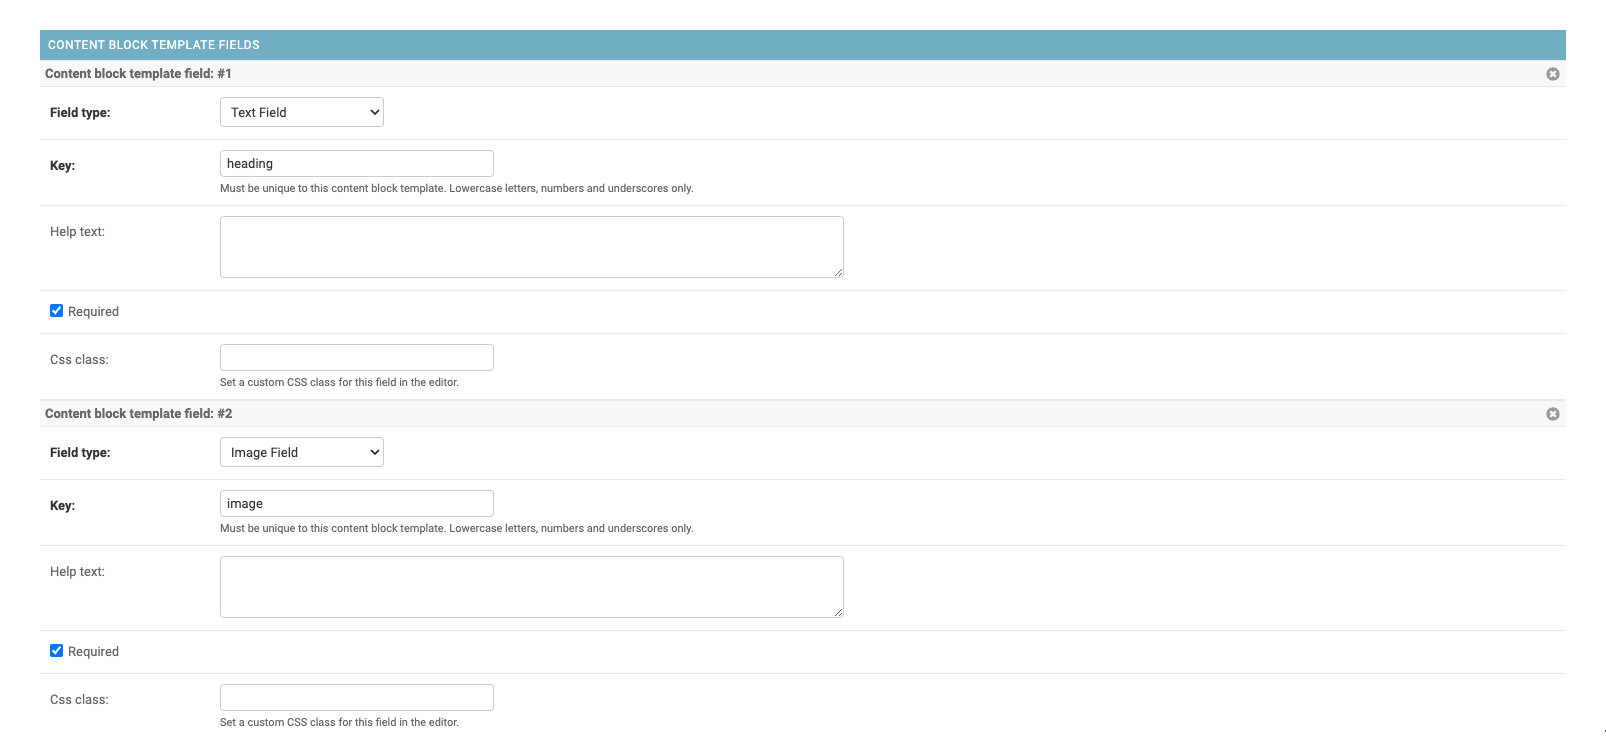 CONTENT BLOCK TEMPLATE FIELDS
Content block template field: #1
Field type: Text Field
Key: heading
Must be unique to this content block template. Lowercase letters, numbers and underscores only.
Help text:
Required
Css class:
Set a custom CSS class for this field in the editor.
Content block template field: #2
Field type: Image Field
Key: image
Must be unique to this content block template. Lowercase letters, numbers and underscores only.
Help text:
Required
Css class:
Set a custom CSS class for this field in the editor.